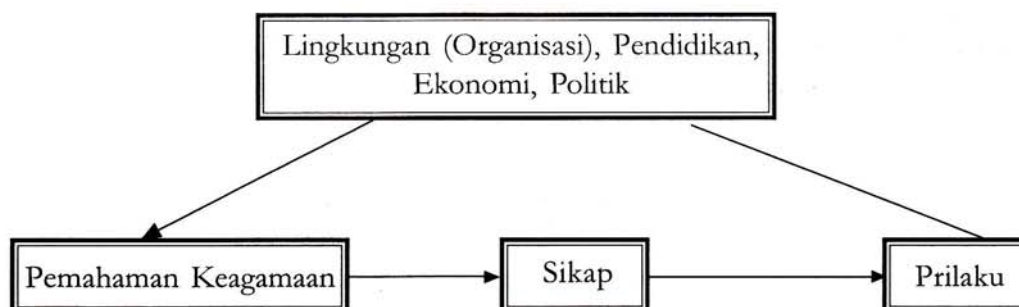 Lingkungan (Organisasi), Pendidikan,
Ekonomi, Politik
Pemahaman Keagamaan
Sikap
Prilaku